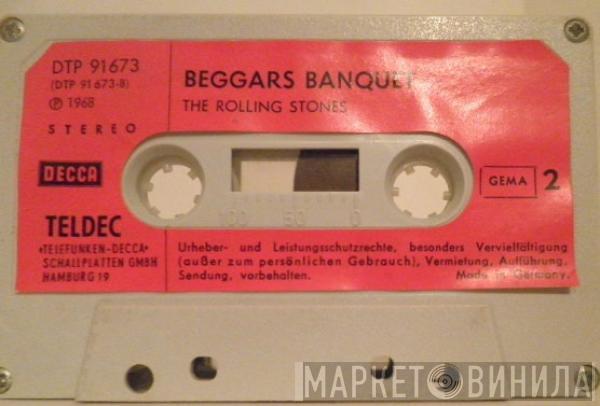 DTP 91673
(DTP 91 673-B)
℗ 1968
STEREO
DECCA
TELDEC
»TELEFUNKEN-DECCA«
SCHALLPLATTEN GMBH
HAMBURG 19
BEGGARS BANQUET
THE ROLLING STONES
100 50 0
GEMA 2
Urheber- und Leistungsschutzrechte, besonders Vervielfältigung
(außer zum persönlichen Gebrauch), Vermietung, Aufführung,
Sendung, vorbehalten. Made in Germany.
МАРКЕТ ВИНИЛА